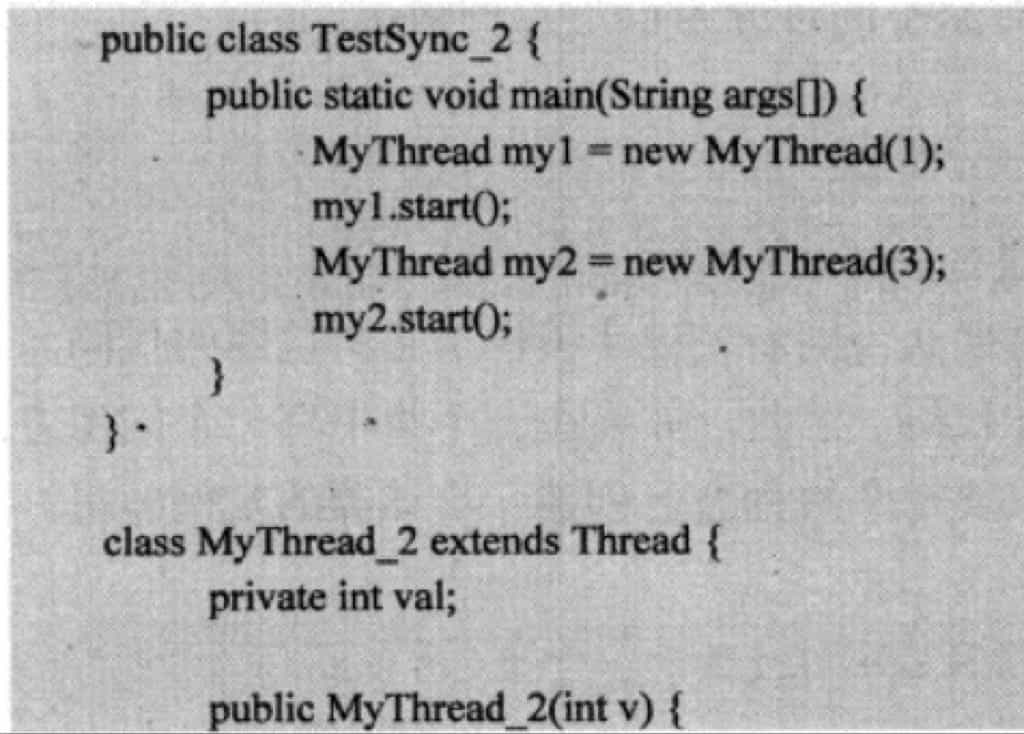 public class TestSync_2 {
public static void main(String args[]) {
MyThread my1 = new MyThread(1);
my1.start();
MyThread my2 = new MyThread(3);
my2.start();
}
}
class MyThread_2 extends Thread {
private int val;
public MyThread_2(int v) {